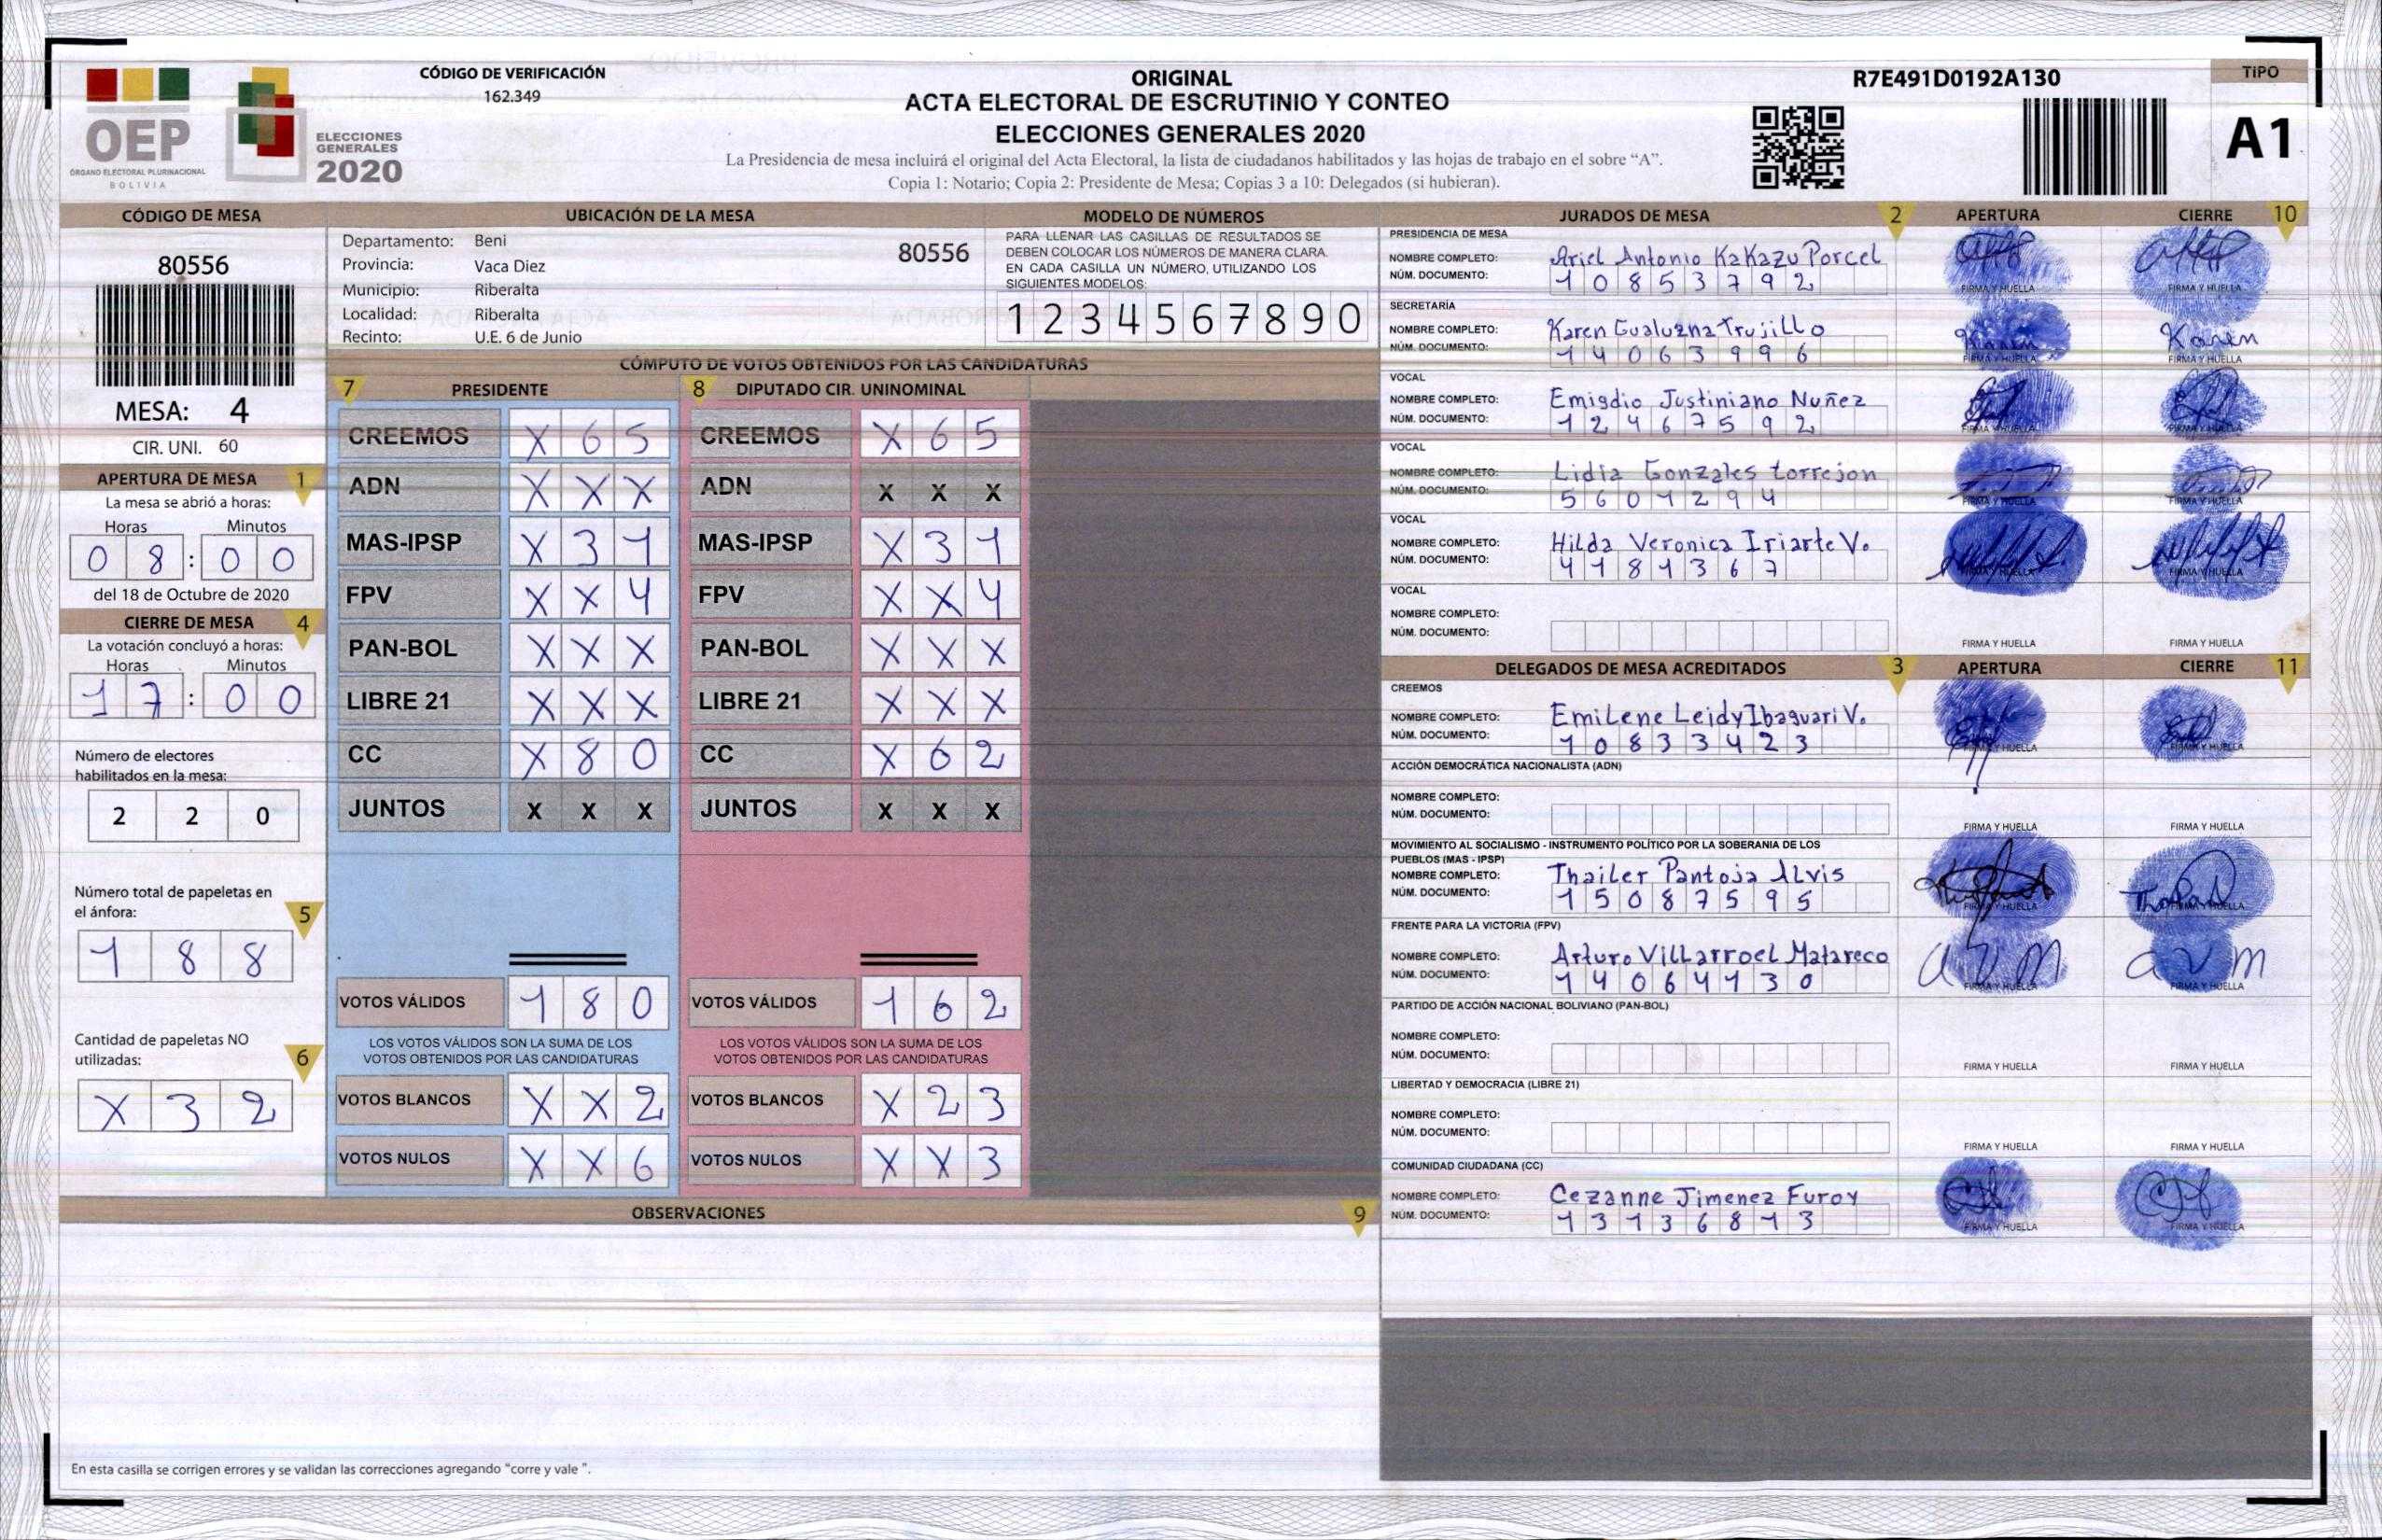 CÓDIGO DE VERIFICACIÓN
162.349
OEP
ÓRGANO ELECTORAL PLURINACIONAL
BOLIVIA
ELECCIONES
GENERALES
2020
ORIGINAL
ACTA ELECTORAL DE ESCRUTINIO Y CONTEO
ELECCIONES GENERALES 2020
La Presidencia de mesa incluirá el original del Acta Electoral, la lista de ciudadanos habilitados y las hojas de trabajo en el sobre “A”.
Copia 1: Notario; Copia 2: Presidente de Mesa; Copias 3 a 10: Delegados (si hubieran).
R7E491D0192A130
TIPO
A1
CÓDIGO DE MESA
80556
MESA: 4
CIR. UNI. 60
APERTURA DE MESA 1
La mesa se abrió a horas:
Horas Minutos
0 8 : 0 0
del 18 de Octubre de 2020
CIERRE DE MESA 4
La votación concluyó a horas:
Horas Minutos
1 7 : 0 0
Número de electores
habilitados en la mesa:
2 2 0
Número total de papeletas en
el ánfora: 5
1 8 8
Cantidad de papeletas NO
utilizadas: 6
X 3 2
UBICACIÓN DE LA MESA
Departamento: Beni
80556
Provincia: Vaca Diez
Municipio: Riberalta
Localidad: Riberalta
Recinto: U.E. 6 de Junio
MODELO DE NÚMEROS
PARA LLENAR LAS CASILLAS DE RESULTADOS SE
DEBEN COLOCAR LOS NÚMEROS DE MANERA CLARA.
EN CADA CASILLA UN NÚMERO, UTILIZANDO LOS
SIGUIENTES MODELOS:
1 2 3 4 5 6 7 8 9 0
CÓMPUTO DE VOTOS OBTENIDOS POR LAS CANDIDATURAS
7 PRESIDENTE 8 DIPUTADO CIR. UNINOMINAL
CREEMOS X 6 5 CREEMOS X 6 5
ADN X X X ADN X X X
MAS-IPSP X 3 1 MAS-IPSP X 3 1
FPV X X 4 FPV X X 4
PAN-BOL X X X PAN-BOL X X X
LIBRE 21 X X X LIBRE 21 X X X
CC X 8 0 CC X 6 2
JUNTOS X X X JUNTOS X X X
VOTOS VÁLIDOS 1 8 0 VOTOS VÁLIDOS 1 6 2
LOS VOTOS VÁLIDOS SON LA SUMA DE LOS LOS VOTOS VÁLIDOS SON LA SUMA DE LOS
VOTOS OBTENIDOS POR LAS CANDIDATURAS VOTOS OBTENIDOS POR LAS CANDIDATURAS
VOTOS BLANCOS X X 2 VOTOS BLANCOS X 2 3
VOTOS NULOS X X 6 VOTOS NULOS X X 3
OBSERVACIONES 9
En esta casilla se corrigen errores y se validan las correcciones agregando “corre y vale ”.
JURADOS DE MESA 2 APERTURA CIERRE 10
PRESIDENCIA DE MESA
NOMBRE COMPLETO: Ariel Antonio Kakazu Porcel
NÚM. DOCUMENTO: 1 0 8 5 3 7 9 2
FIRMA Y HUELLA FIRMA Y HUELLA
SECRETARÍA
NOMBRE COMPLETO: Karen Gualuzna Trujillo
NÚM. DOCUMENTO: 1 4 0 6 3 9 9 6
FIRMA Y HUELLA Karen FIRMA Y HUELLA
VOCAL
NOMBRE COMPLETO: Emigdio Justiniano Nuñez
NÚM. DOCUMENTO: 1 2 4 6 7 5 9 2
FIRMA Y HUELLA FIRMA Y HUELLA
VOCAL
NOMBRE COMPLETO: Lidia Gonzales torrejon
NÚM. DOCUMENTO: 5 6 0 1 2 9 4
FIRMA Y HUELLA FIRMA Y HUELLA
VOCAL
NOMBRE COMPLETO: Hilda Veronica Iriarte V.
NÚM. DOCUMENTO: 4 1 8 1 3 6 7
FIRMA Y HUELLA FIRMA Y HUELLA
VOCAL
NOMBRE COMPLETO:
NÚM. DOCUMENTO:
FIRMA Y HUELLA FIRMA Y HUELLA
DELEGADOS DE MESA ACREDITADOS 3 APERTURA CIERRE 11
CREEMOS
NOMBRE COMPLETO: Emilene Leidy Ibaguari V.
NÚM. DOCUMENTO: 1 0 8 3 3 4 2 3
FIRMA Y HUELLA FIRMA Y HUELLA
ACCIÓN DEMOCRÁTICA NACIONALISTA (ADN)
NOMBRE COMPLETO:
NÚM. DOCUMENTO:
FIRMA Y HUELLA FIRMA Y HUELLA
MOVIMIENTO AL SOCIALISMO - INSTRUMENTO POLÍTICO POR LA SOBERANIA DE LOS
PUEBLOS (MAS - IPSP)
NOMBRE COMPLETO: Thailer Pantoja Alvis
NÚM. DOCUMENTO: 1 5 0 8 7 5 9 5
FIRMA Y HUELLA FIRMA Y HUELLA
FRENTE PARA LA VICTORIA (FPV)
NOMBRE COMPLETO: Arturo Villarroel Matareco
NÚM. DOCUMENTO: 1 4 0 6 4 1 3 0
a v m a v m
FIRMA Y HUELLA FIRMA Y HUELLA
PARTIDO DE ACCIÓN NACIONAL BOLIVIANO (PAN-BOL)
NOMBRE COMPLETO:
NÚM. DOCUMENTO:
FIRMA Y HUELLA FIRMA Y HUELLA
LIBERTAD Y DEMOCRACIA (LIBRE 21)
NOMBRE COMPLETO:
NÚM. DOCUMENTO:
FIRMA Y HUELLA FIRMA Y HUELLA
COMUNIDAD CIUDADANA (CC)
NOMBRE COMPLETO: Cezanne Jimenez Furoy
NÚM. DOCUMENTO: 1 3 1 3 6 8 1 3
FIRMA Y HUELLA FIRMA Y HUELLA